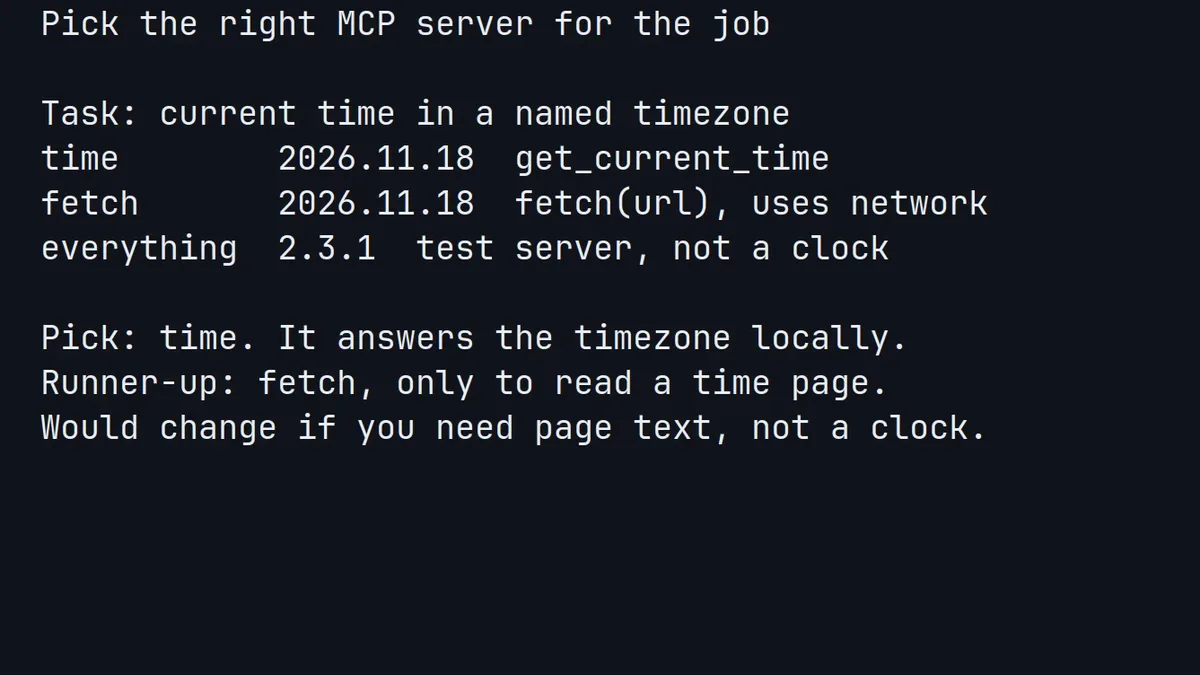 Pick the right MCP server for the job
Task: current time in a named timezone
time        2026.11.18  get_current_time
fetch       2026.11.18  fetch(url), uses network
everything  2.3.1  test server, not a clock
Pick: time. It answers the timezone locally.
Runner-up: fetch, only to read a time page.
Would change if you need page text, not a clock.